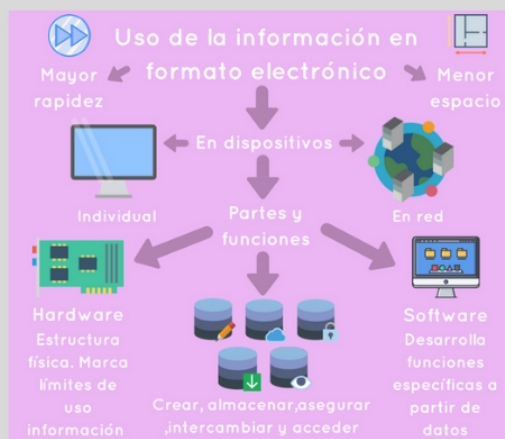 Uso de la información en
formato electrónico
Mayor
rapidez
Menor
espacio
En dispositivos
Individual
En red
Partes y
funciones
Hardware
Estructura
física. Marca
límites de
uso
información
Crear, almacenar,asegurar
,intercambiar y acceder
Software
Desarrolla
funciones
específicas a
partir de
datos